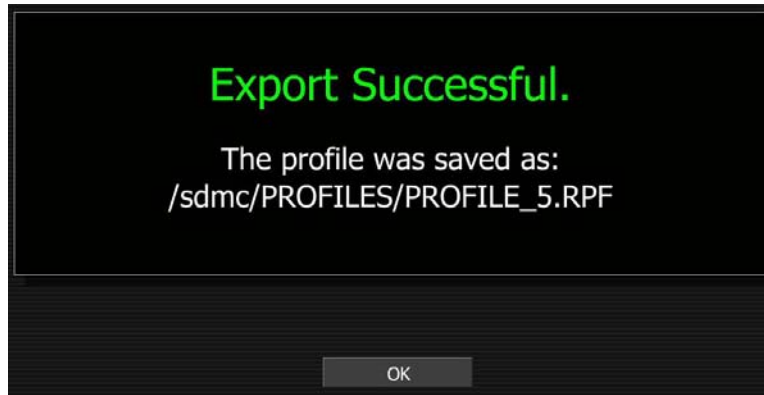 Export Successful.
The profile was saved as:
/sdmc/PROFILES/PROFILE_5.RPF
OK